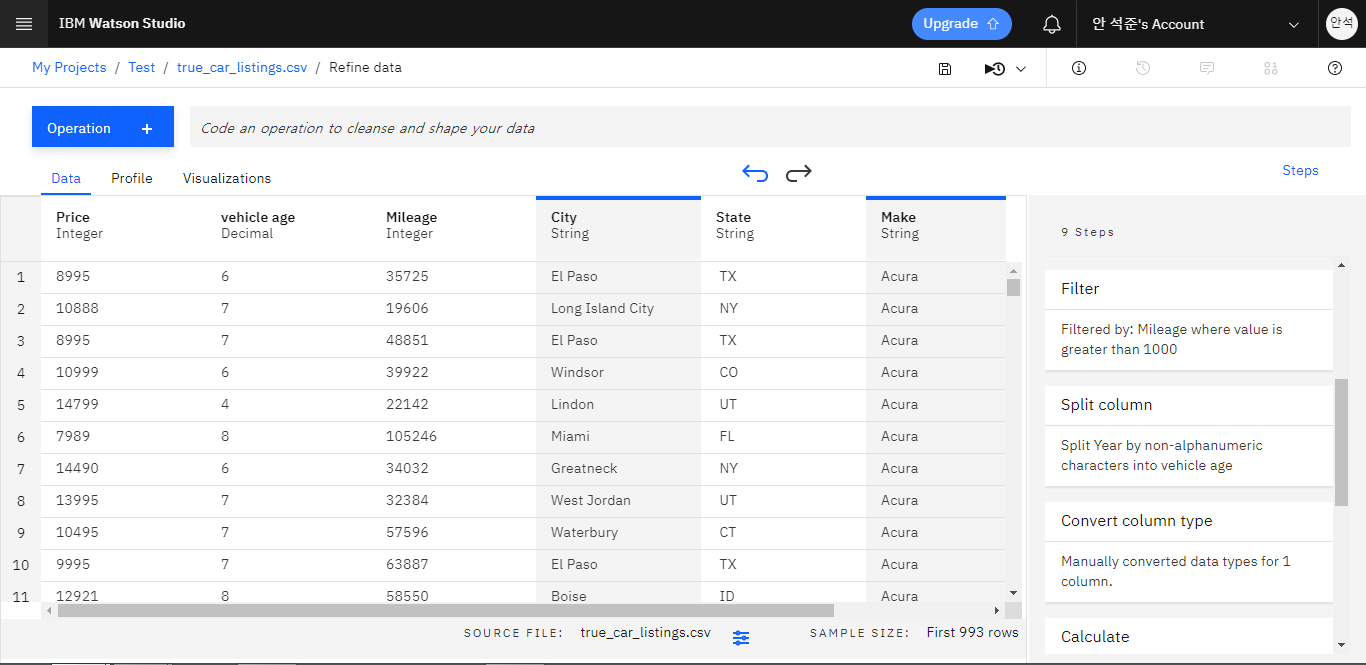 IBM Watson Studio
Upgrade
안 석준's Account
안석
My Projects / Test / true_car_listings.csv / Refine data
Operation +
Code an operation to cleanse and shape your data
Data Profile Visualizations
Steps
Price vehicle age Mileage City State Make
Integer Decimal Integer String String String
1 8995 6 35725 El Paso TX Acura
2 10888 7 19606 Long Island City NY Acura
3 8995 7 48851 El Paso TX Acura
4 10999 6 39922 Windsor CO Acura
5 14799 4 22142 Lindon UT Acura
6 7989 8 105246 Miami FL Acura
7 14490 6 34032 Greatneck NY Acura
8 13995 7 32384 West Jordan UT Acura
9 10495 7 57596 Waterbury CT Acura
10 9995 7 63887 El Paso TX Acura
11 12921 8 58550 Boise ID Acura
SOURCE FILE: true_car_listings.csv SAMPLE SIZE: First 993 rows
9 Steps
Filter
Filtered by: Mileage where value is
greater than 1000
Split column
Split Year by non-alphanumeric
characters into vehicle age
Convert column type
Manually converted data types for 1
column.
Calculate